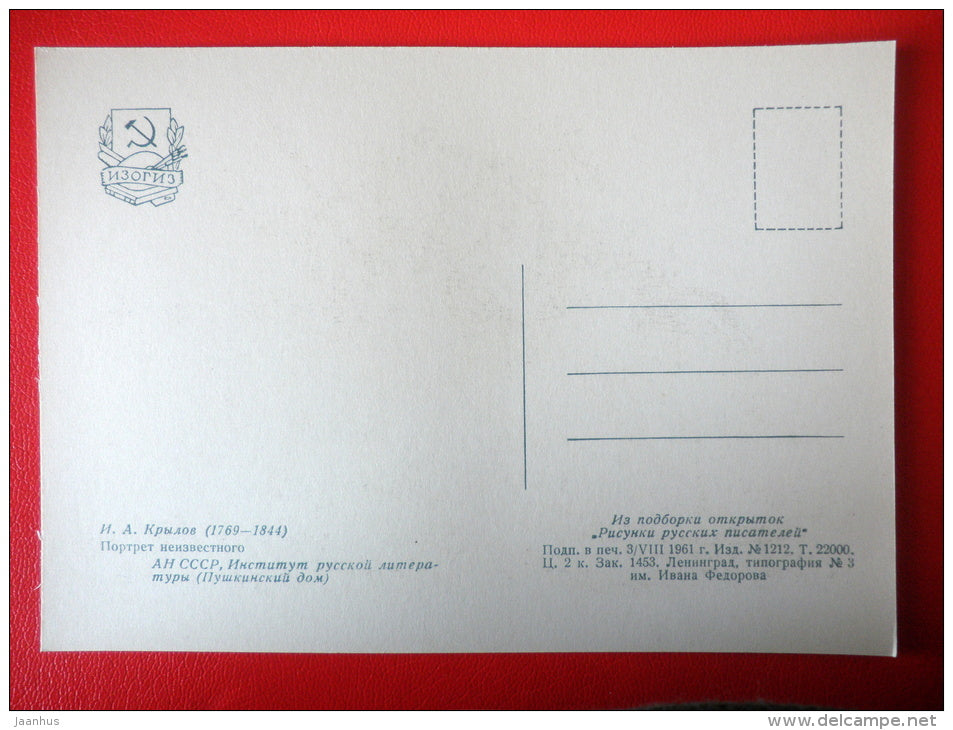 ИЗОГИЗ
И. А. Крылов (1769—1844)
Портрет неизвестного
АН СССР, Институт русской литера-
туры (Пушкинский дом)
Из подборки открыток
„Рисунки русских писателей“
Подп. в печ. 3/VIII 1961 г. Изд. № 1212. Т. 22000.
Ц. 2 к. Зак. 1453. Ленинград, типография № 3
им. Ивана Федорова
Jaanhus
www.delcampe.net